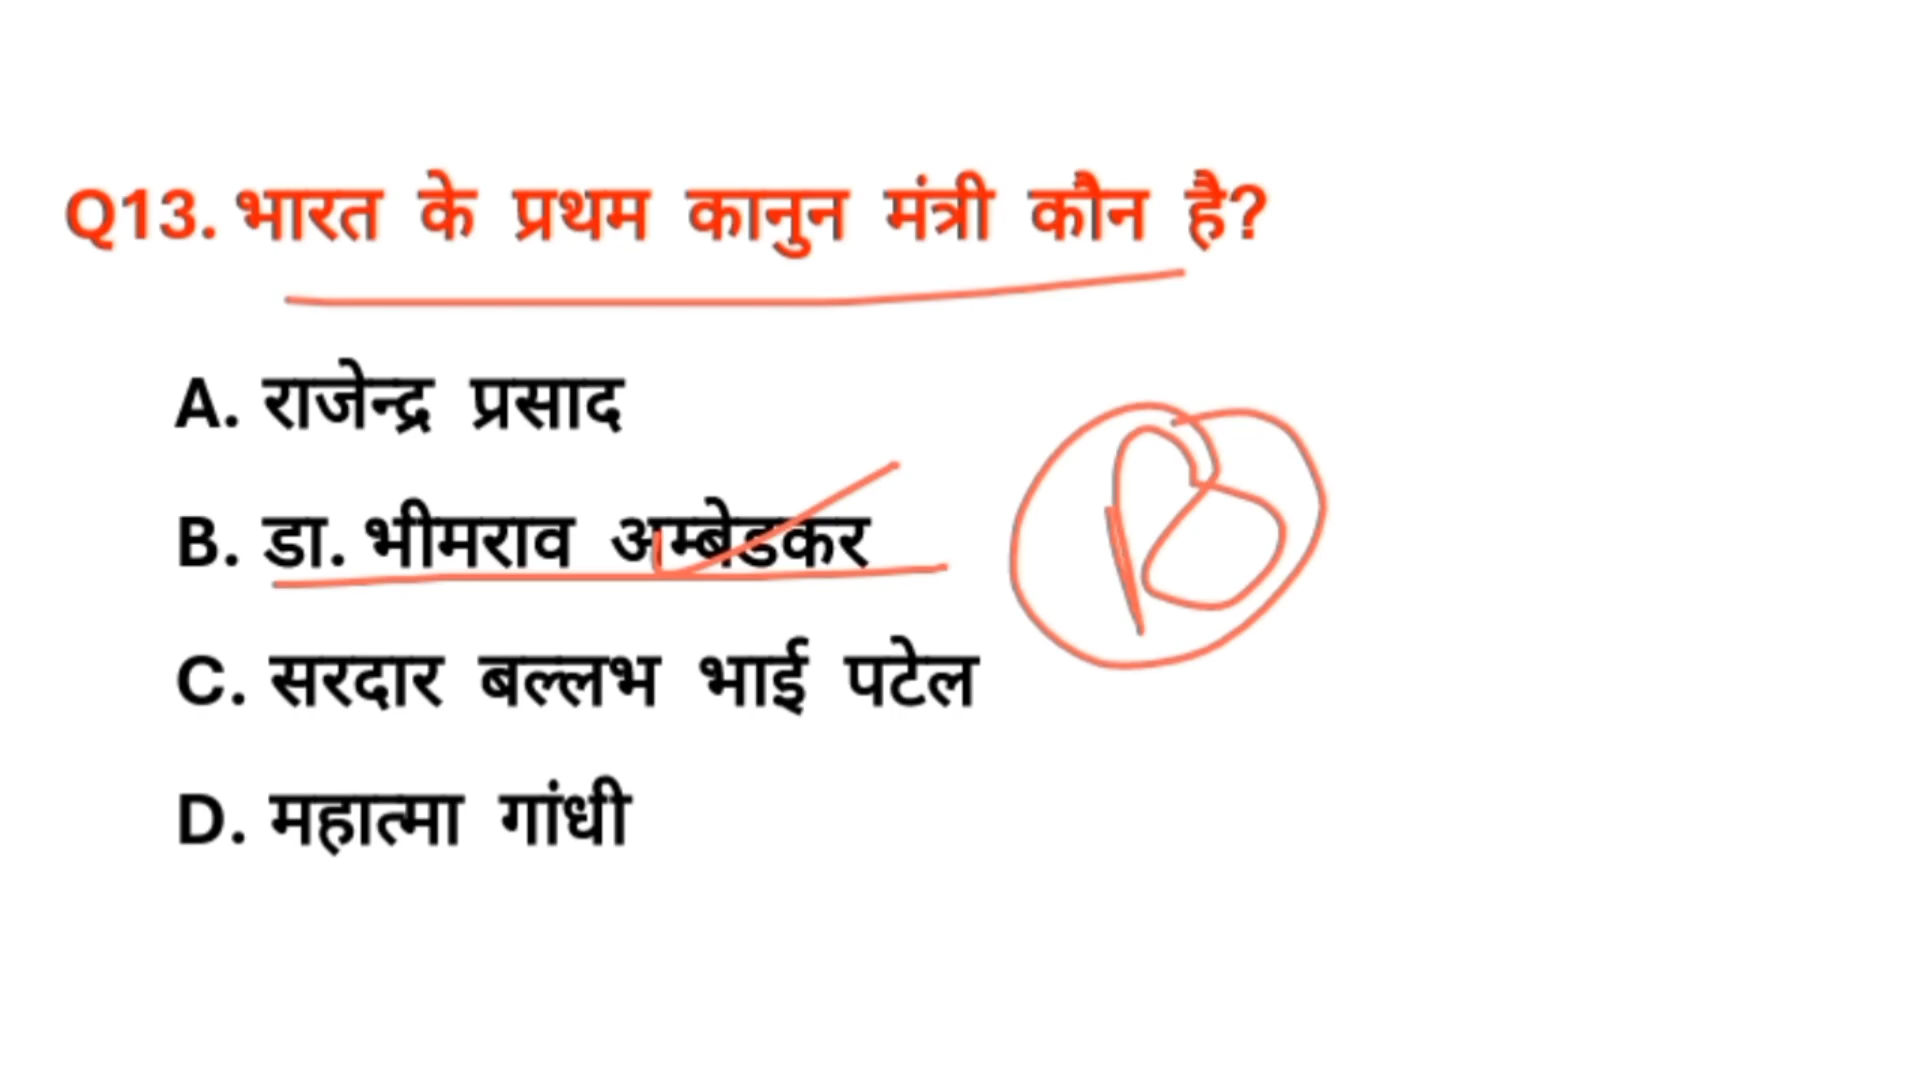 Q13. भारत के प्रथम कानुन मंत्री कौन है?
A. राजेन्द्र प्रसाद
B. डा. भीमराव अम्बेडकर
B
C. सरदार बल्लभ भाई पटेल
D. महात्मा गांधी